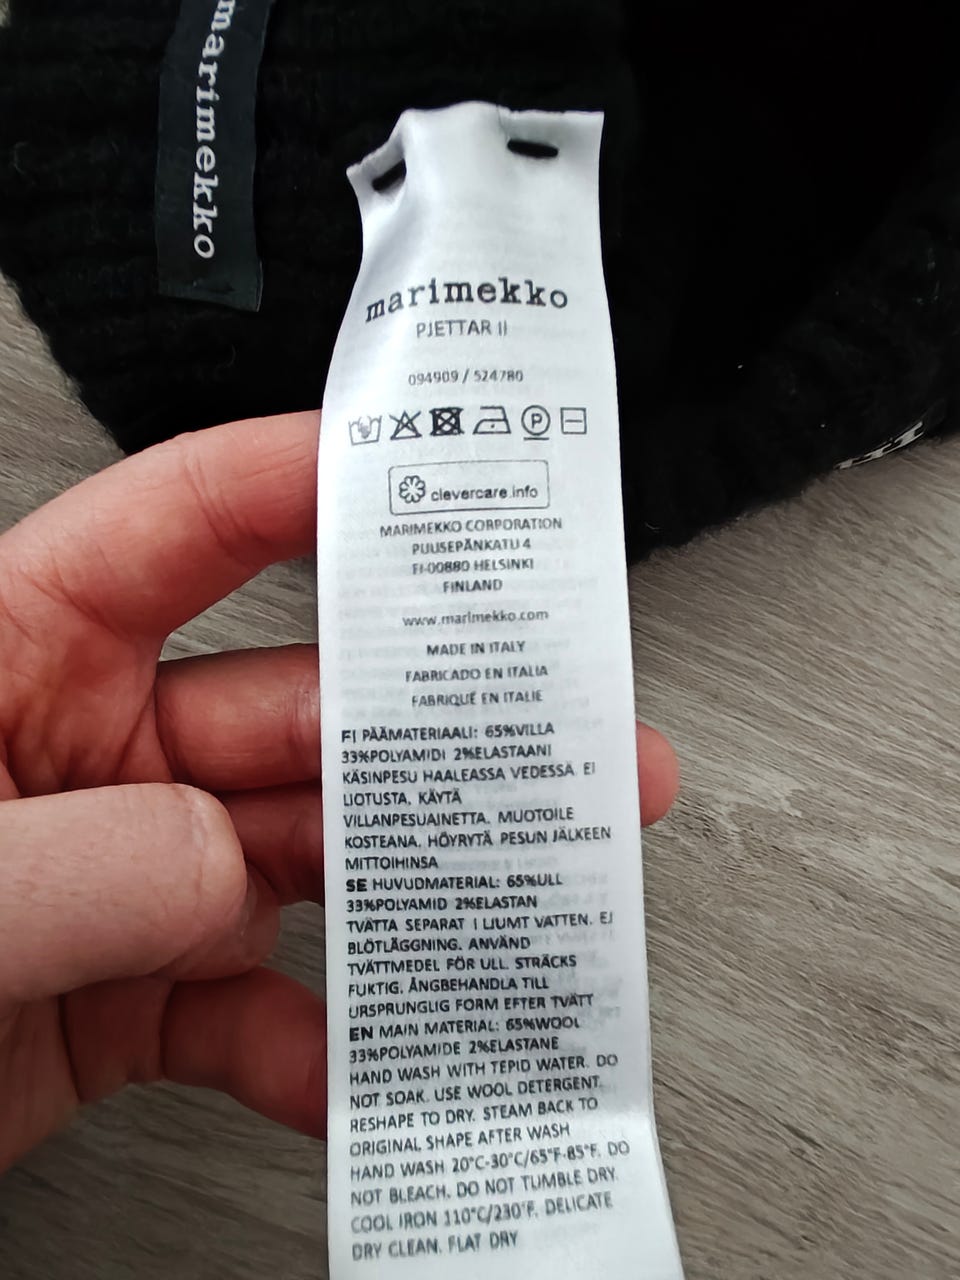 marimekko
marimekko
PJETTAR II
094909 / 524780
P
clevercare.info
MARIMEKKO CORPORATION
PUUSEPÄNKATU 4
FI-00880 HELSINKI
FINLAND
www.marimekko.com
MADE IN ITALY
FABRICADO EN ITALIA
FABRIQUÉ EN ITALIE
FI PÄÄMATERIAALI: 65%VILLA
33%POLYAMIDI 2%ELASTAANI
KÄSINPESU HAALEASSA VEDESSÄ. EI
LIOTUSTA. KÄYTÄ
VILLANPESUAINETTA. MUOTOILE
KOSTEANA. HÖYRYTÄ PESUN JÄLKEEN
MITTOIHINSA
SE HUVUDMATERIAL: 65%ULL
33%POLYAMID 2%ELASTAN
TVÄTTA SEPARAT I LJUMT VATTEN. EJ
BLÖTLÄGGNING. ANVÄND
TVÄTTMEDEL FÖR ULL. STRÄCKS
FUKTIG. ÅNGBEHANDLA TILL
URSPRUNGLIG FORM EFTER TVÄTT
EN MAIN MATERIAL: 65%WOOL
33%POLYAMIDE 2%ELASTANE
HAND WASH WITH TEPID WATER. DO
NOT SOAK. USE WOOL DETERGENT.
RESHAPE TO DRY. STEAM BACK TO
ORIGINAL SHAPE AFTER WASH
HAND WASH 20°C-30°C/65°F-85°F. DO
NOT BLEACH. DO NOT TUMBLE DRY.
COOL IRON 110°C/230°F. DELICATE
DRY CLEAN. FLAT DRY